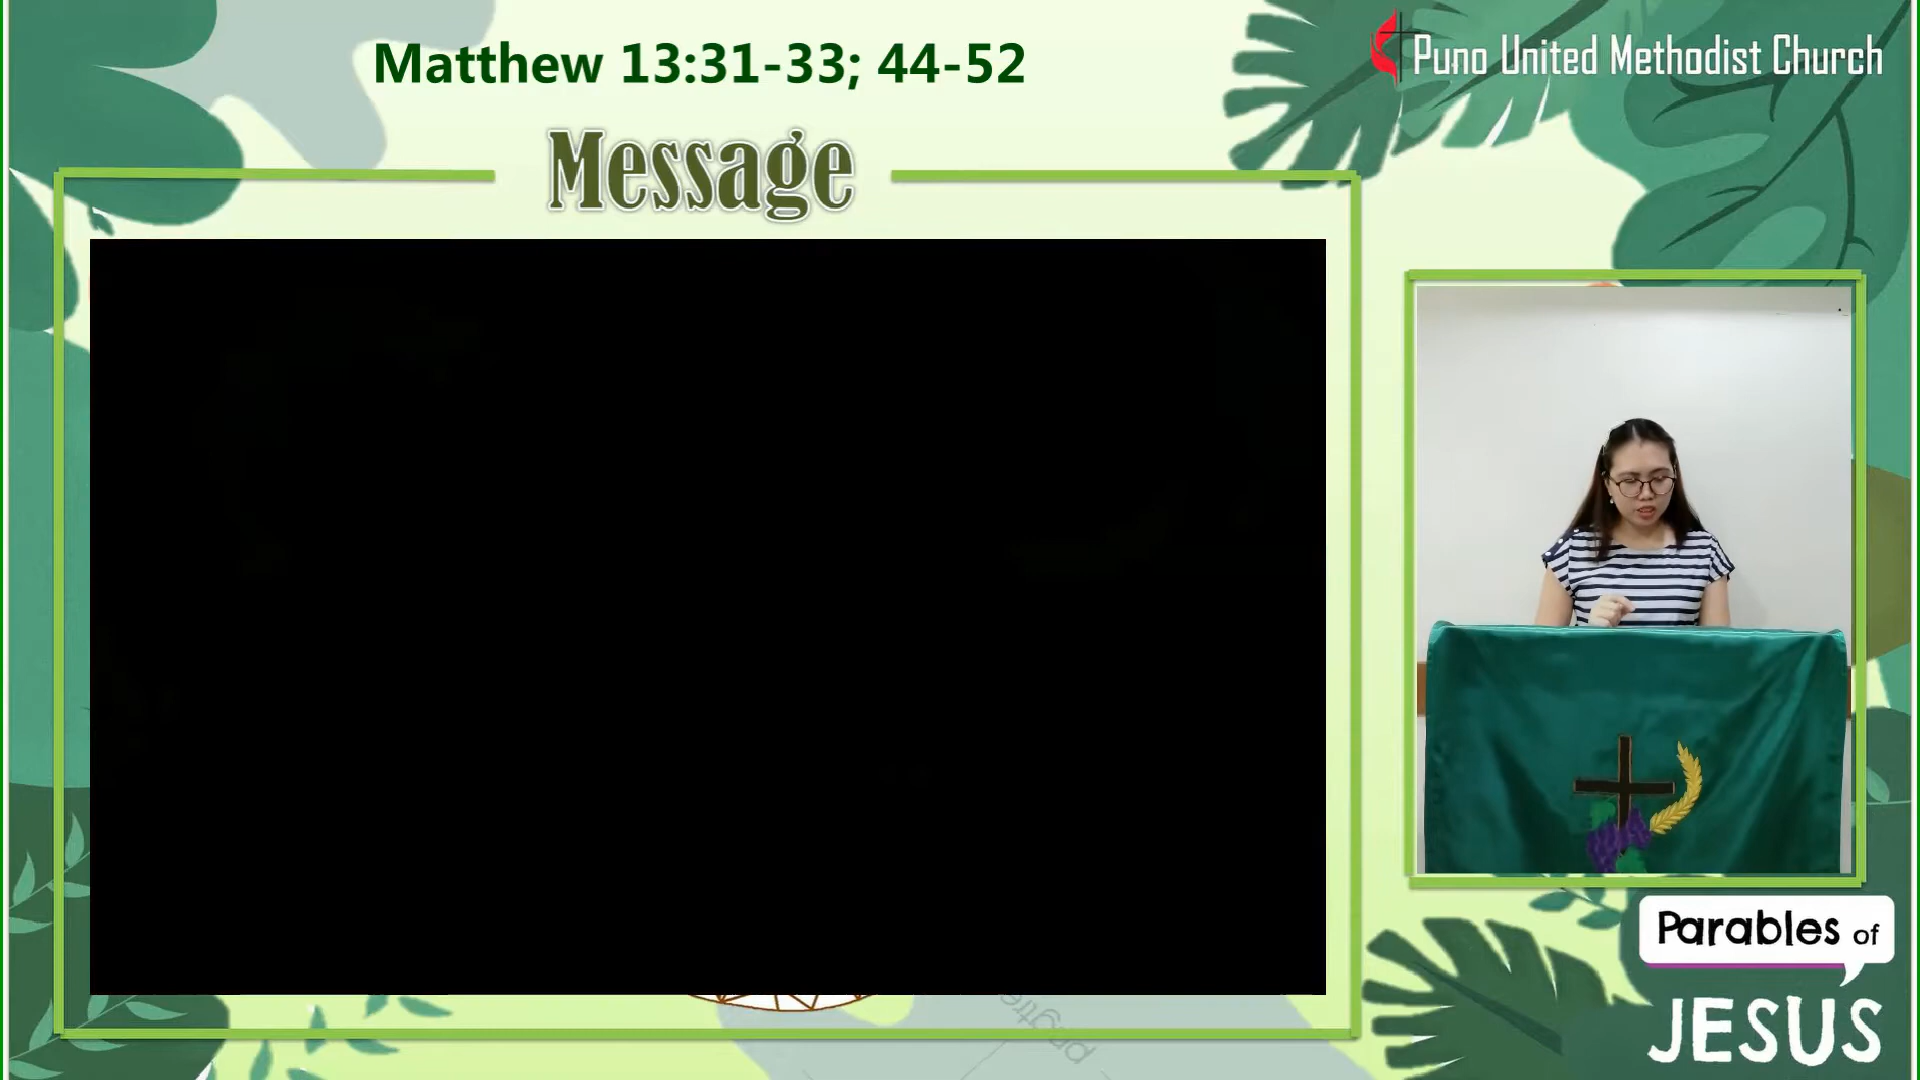 Matthew 13:31-33; 44-52
Puno United Methodist Church
Message
Parables of
JESUS